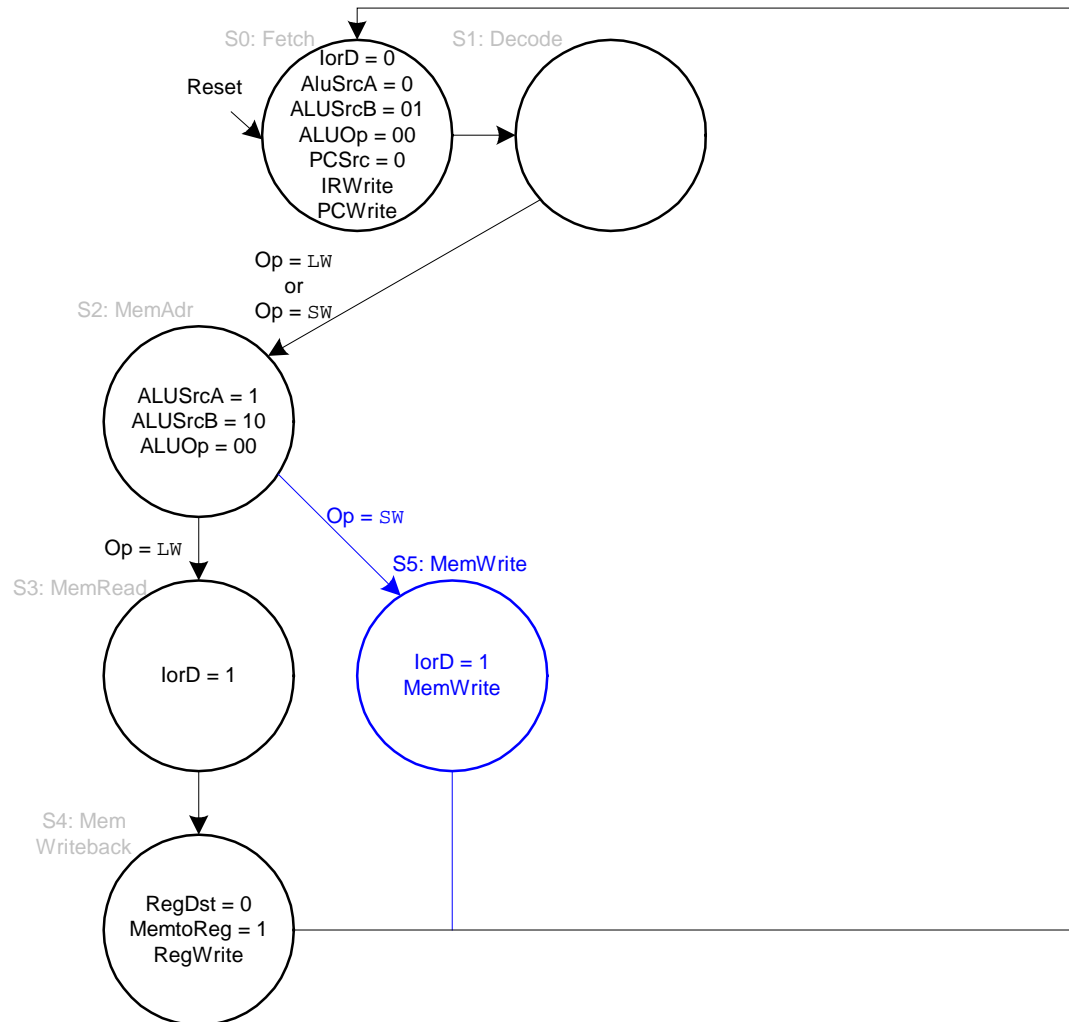 S0: Fetch
S1: Decode
Reset
IorD = 0
AluSrcA = 0
ALUSrcB = 01
ALUOp = 00
PCSrc = 0
IRWrite
PCWrite
Op = LW
or
Op = SW
S2: MemAdr
ALUSrcA = 1
ALUSrcB = 10
ALUOp = 00
Op = SW
Op = LW
S5: MemWrite
S3: MemRead
IorD = 1
IorD = 1
MemWrite
S4: Mem
Writeback
RegDst = 0
MemtoReg = 1
RegWrite